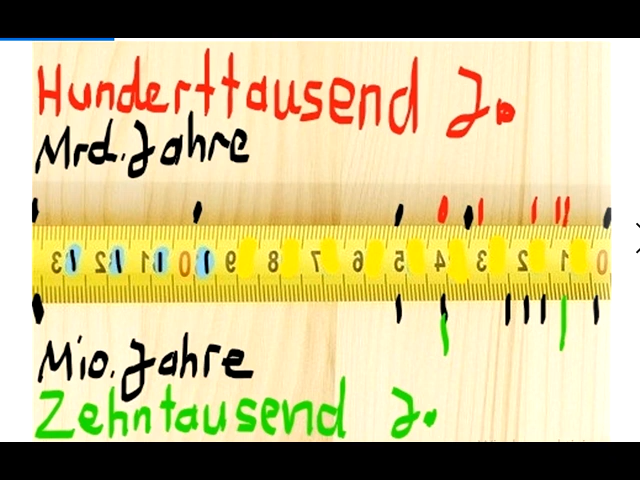 Hunderttausend J.
Mrd. Jahre
13 12 11 10 9 8 7 6 5 4 3 2 1 0
Mio. Jahre
Zehntausend J.